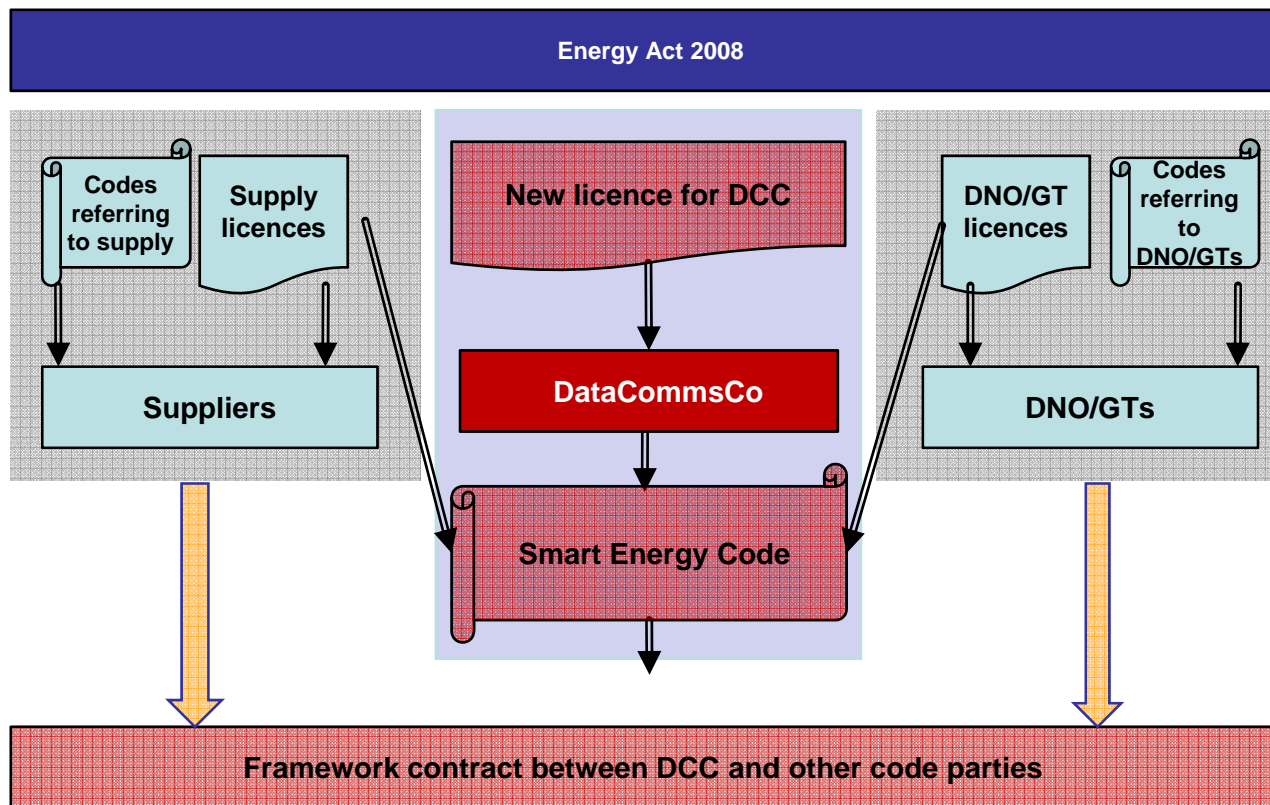 Energy Act 2008
Codes
referring
to supply
Supply
licences
New licence for DCC
DNO/GT
licences
Codes
referring
to
DNO/GTs
Suppliers
DataCommsCo
DNO/GTs
Smart Energy Code
Framework contract between DCC and other code parties